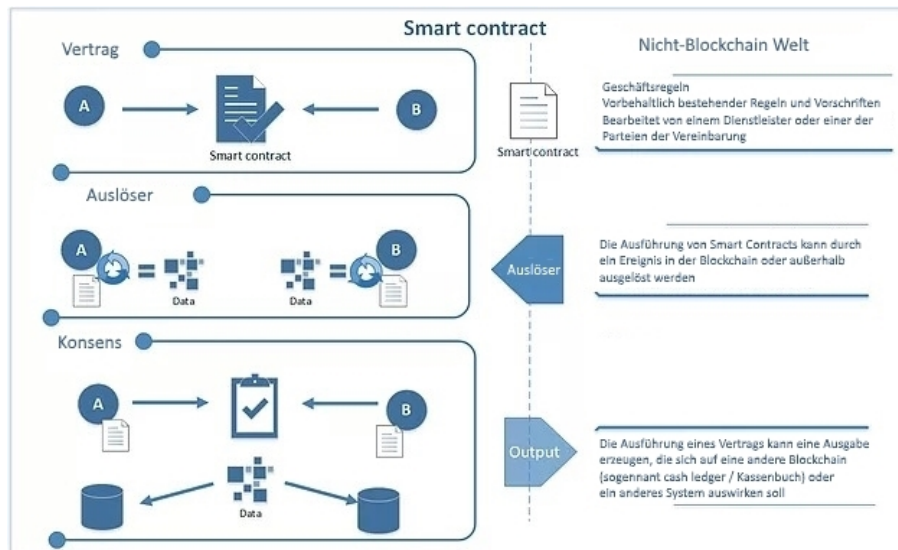 Smart contract
Vertrag
Nicht-Blockchain Welt
A
B
Smart contract
Smart contract
Geschäftsregeln
Vorbehaltlich bestehender Regeln und Vorschriften
Bearbeitet von einem Dienstleister oder einer der
Parteien der Vereinbarung
Auslöser
A
B
Data
Data
Auslöser
Die Ausführung von Smart Contracts kann durch
ein Ereignis in der Blockchain oder außerhalb
ausgelöst werden
Konsens
A
B
Data
Output
Die Ausführung eines Vertrags kann eine Ausgabe
erzeugen, die sich auf eine andere Blockchain
(sogennant cash ledger / Kassenbuch) oder
ein anderes System auswirken soll